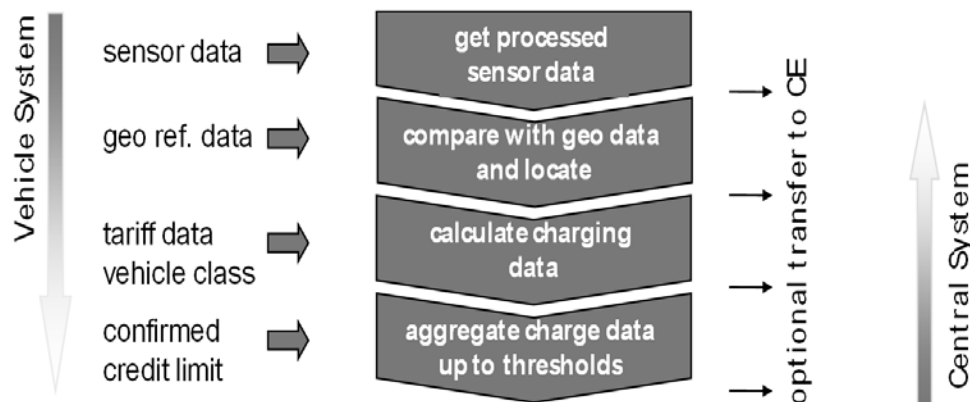 Vehicle System
sensor data
get processed
sensor data
geo ref. data
compare with geo data
and locate
tariff data
vehicle class
calculate charging
data
confirmed
credit limit
aggregate charge data
up to thresholds
optional transfer to CE
Central System